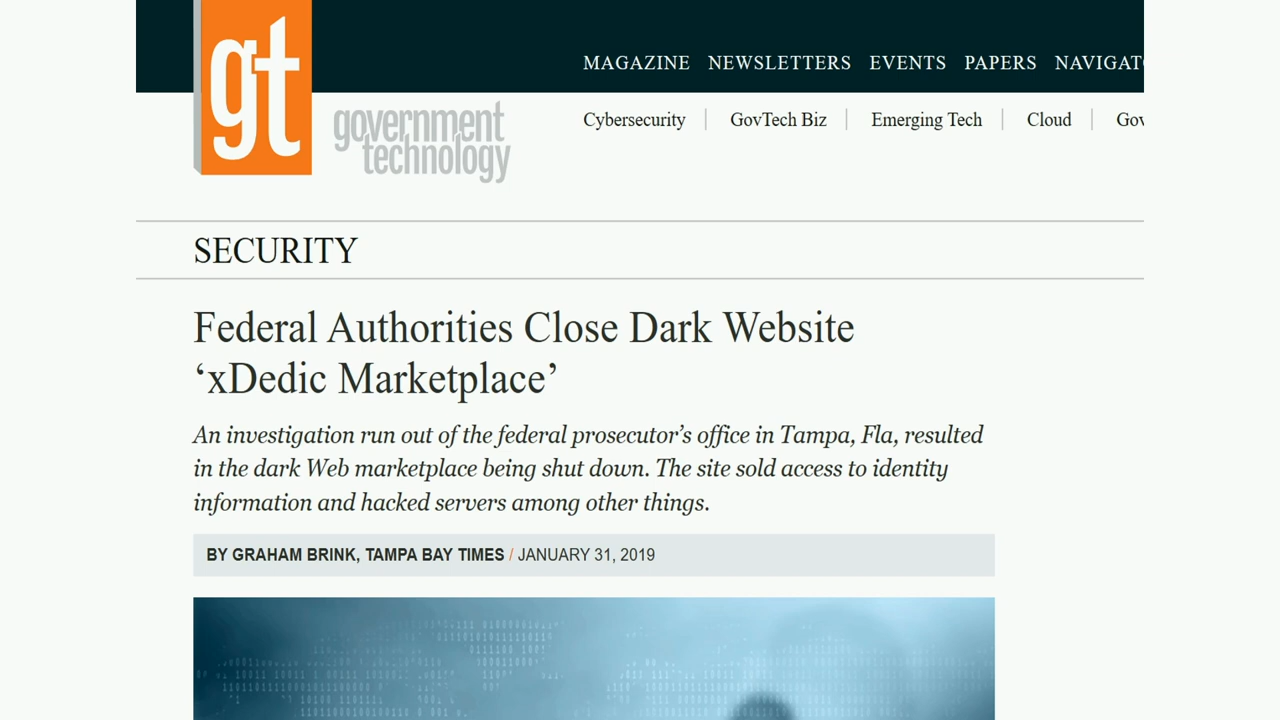 gt
MAGAZINE NEWSLETTERS EVENTS PAPERS NAVIGAT
government
technology
Cybersecurity GovTech Biz Emerging Tech Cloud Gov
SECURITY
Federal Authorities Close Dark Website
‘xDedic Marketplace’
An investigation run out of the federal prosecutor’s office in Tampa, Fla, resulted
in the dark Web marketplace being shut down. The site sold access to identity
information and hacked servers among other things.
BY GRAHAM BRINK, TAMPA BAY TIMES / JANUARY 31, 2019